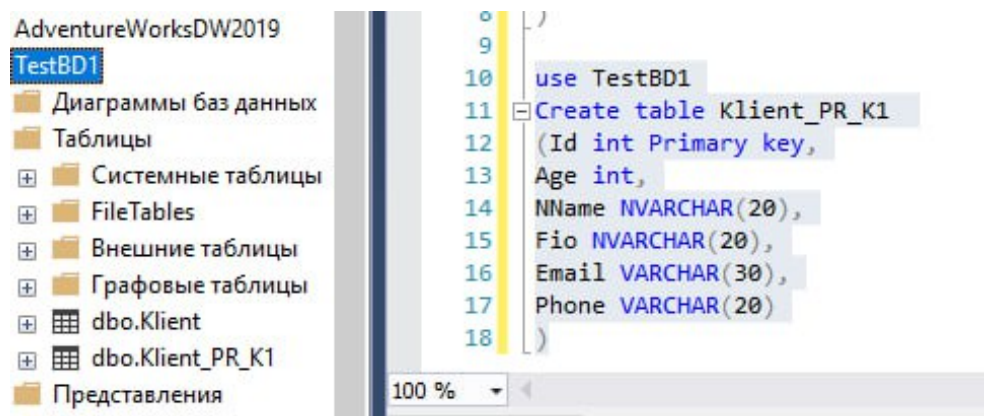 AdventureWorksDW2019
TestBD1
Диаграммы баз данных
Таблицы
Системные таблицы
FileTables
Внешние таблицы
Графовые таблицы
dbo.Klient
dbo.Klient_PR_K1
Представления
8 )
9
10 use TestBD1
11 Create table Klient_PR_K1
12 (Id int Primary key,
13 Age int,
14 NName NVARCHAR(20),
15 Fio NVARCHAR(20),
16 Email VARCHAR(30),
17 Phone VARCHAR(20)
18 )
100 %